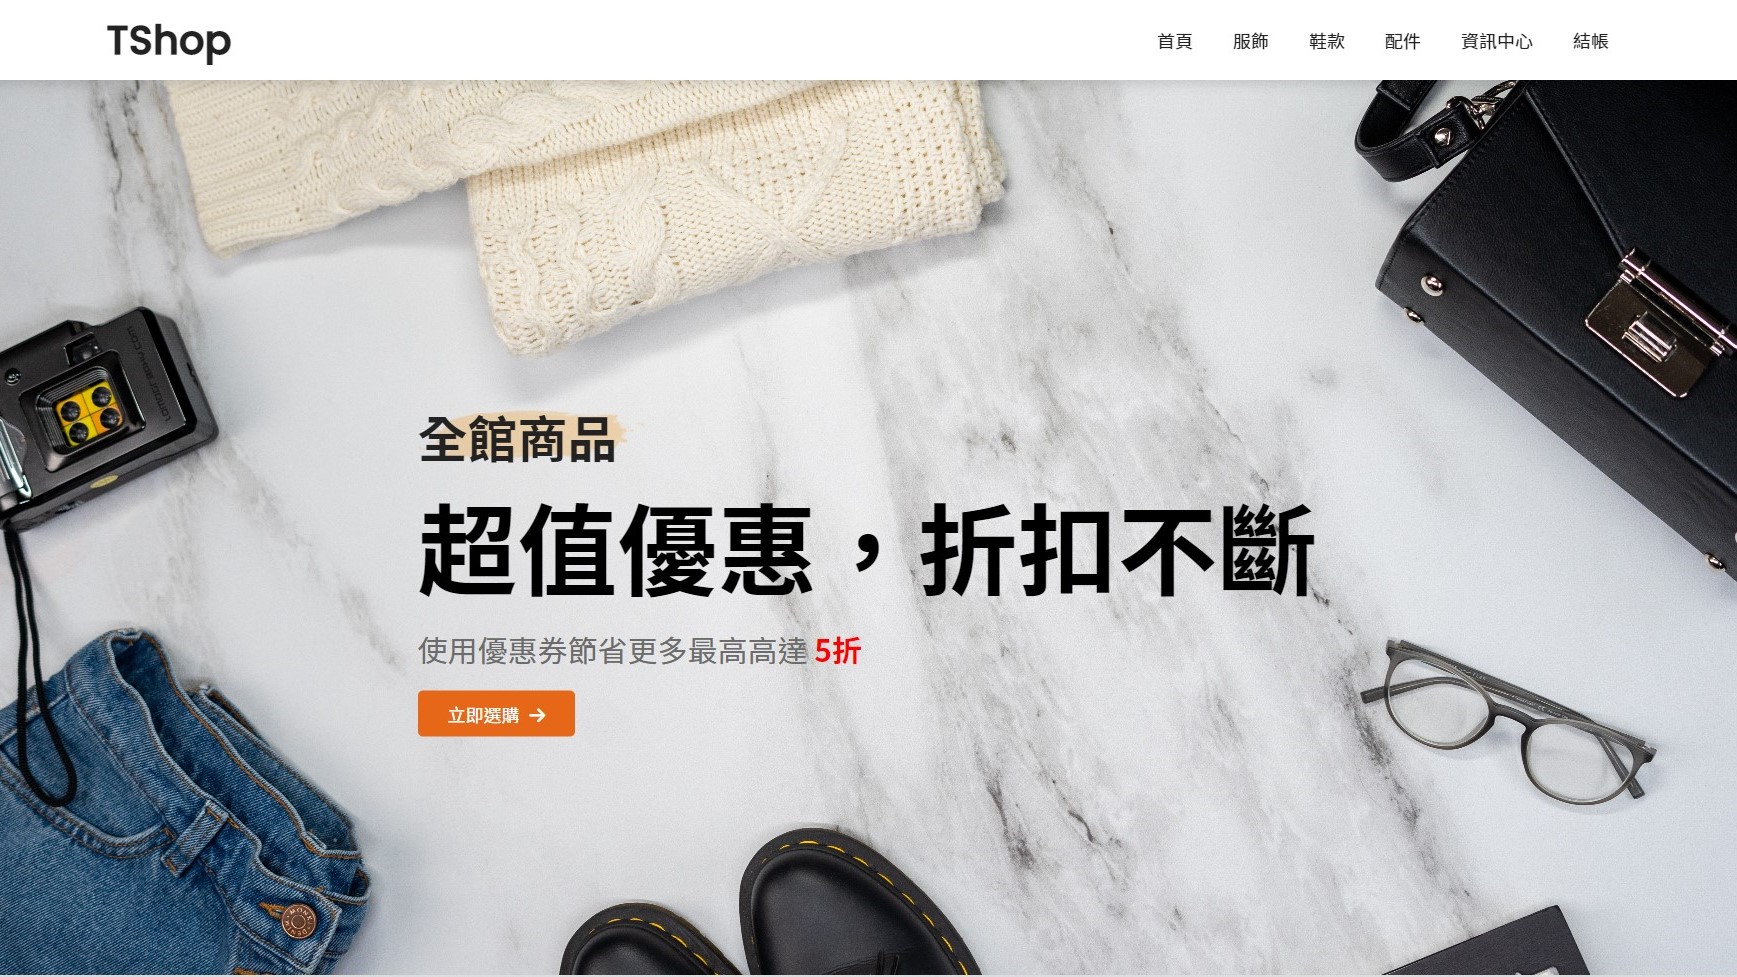 TShop
首頁 服飾 鞋款 配件 資訊中心 結帳
全館商品
超值優惠，折扣不斷
使用優惠券節省更多最高高達 5折
立即選購 →